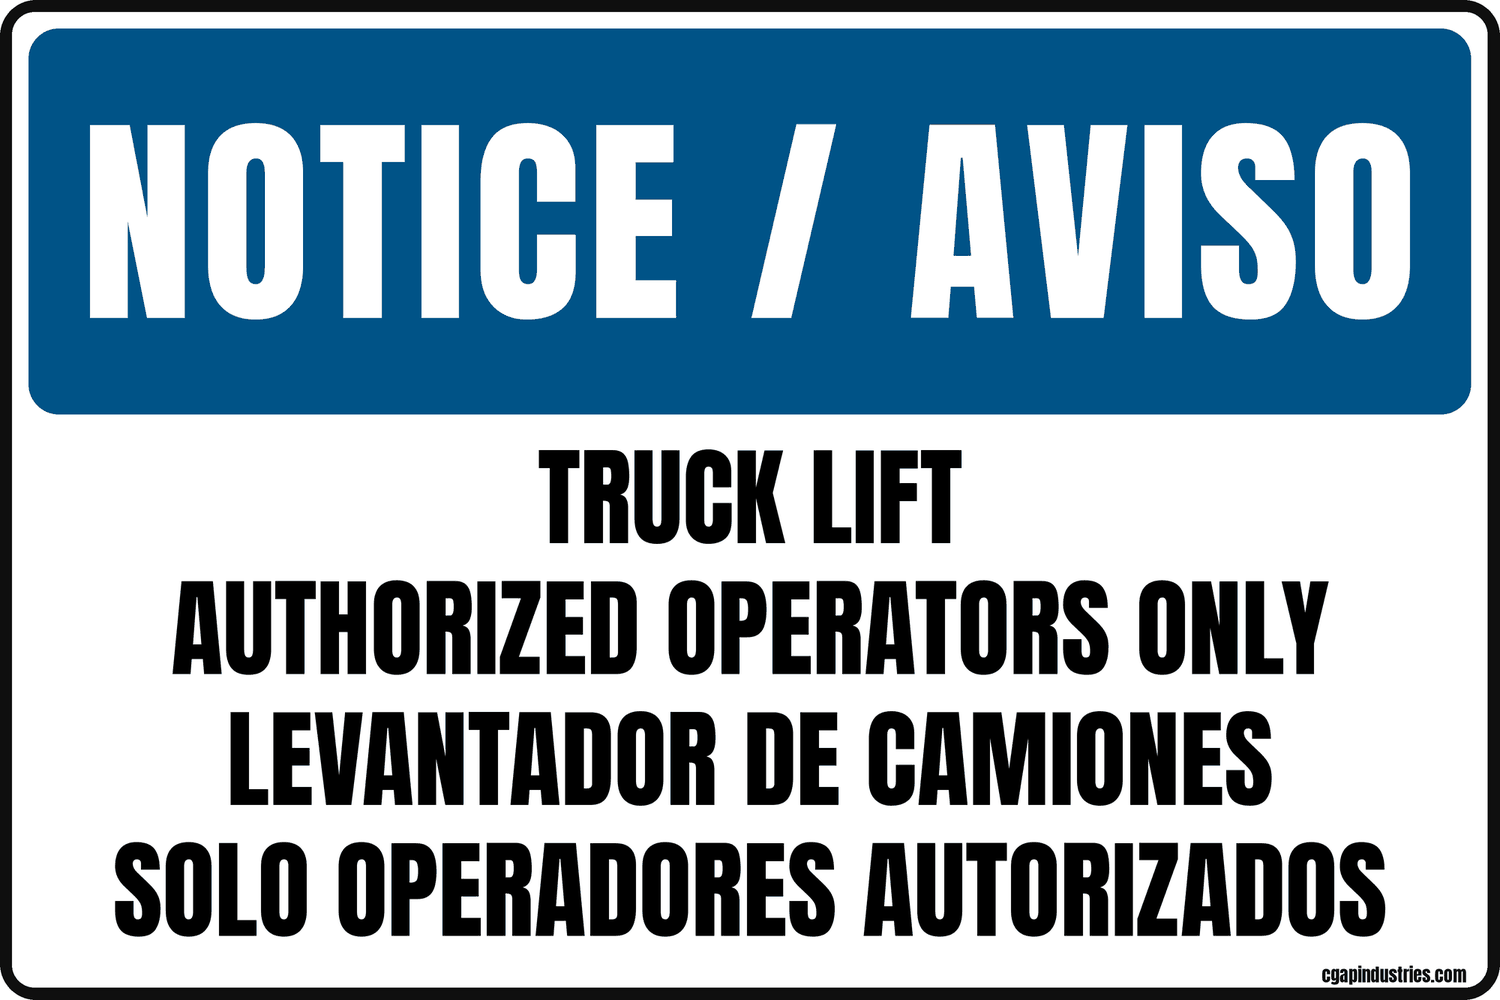 NOTICE / AVISO
TRUCK LIFT
AUTHORIZED OPERATORS ONLY
LEVANTADOR DE CAMIONES
SOLO OPERADORES AUTORIZADOS
cgapindustries.com